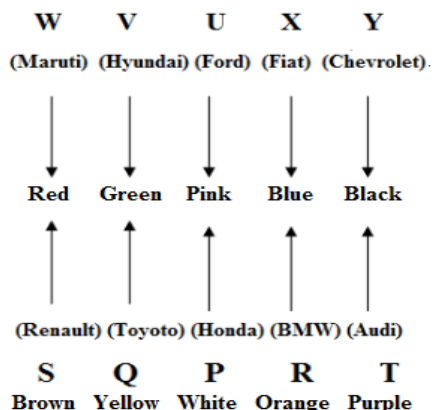 W V U X Y
(Maruti) (Hyundai) (Ford) (Fiat) (Chevrolet).
Red Green Pink Blue Black
(Renault) (Toyoto) (Honda) (BMW) (Audi)
S Q P R T
Brown Yellow White Orange Purple